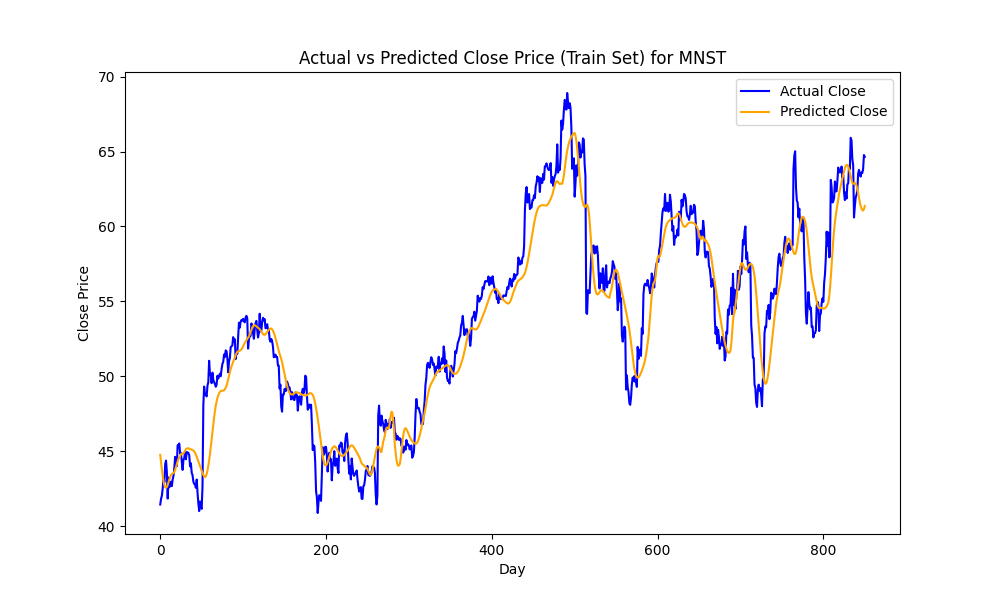 Actual vs Predicted Close Price (Train Set) for MNST
Actual Close
Predicted Close
Close Price
70
65
60
55
50
45
40
0
200
400
600
800
Day